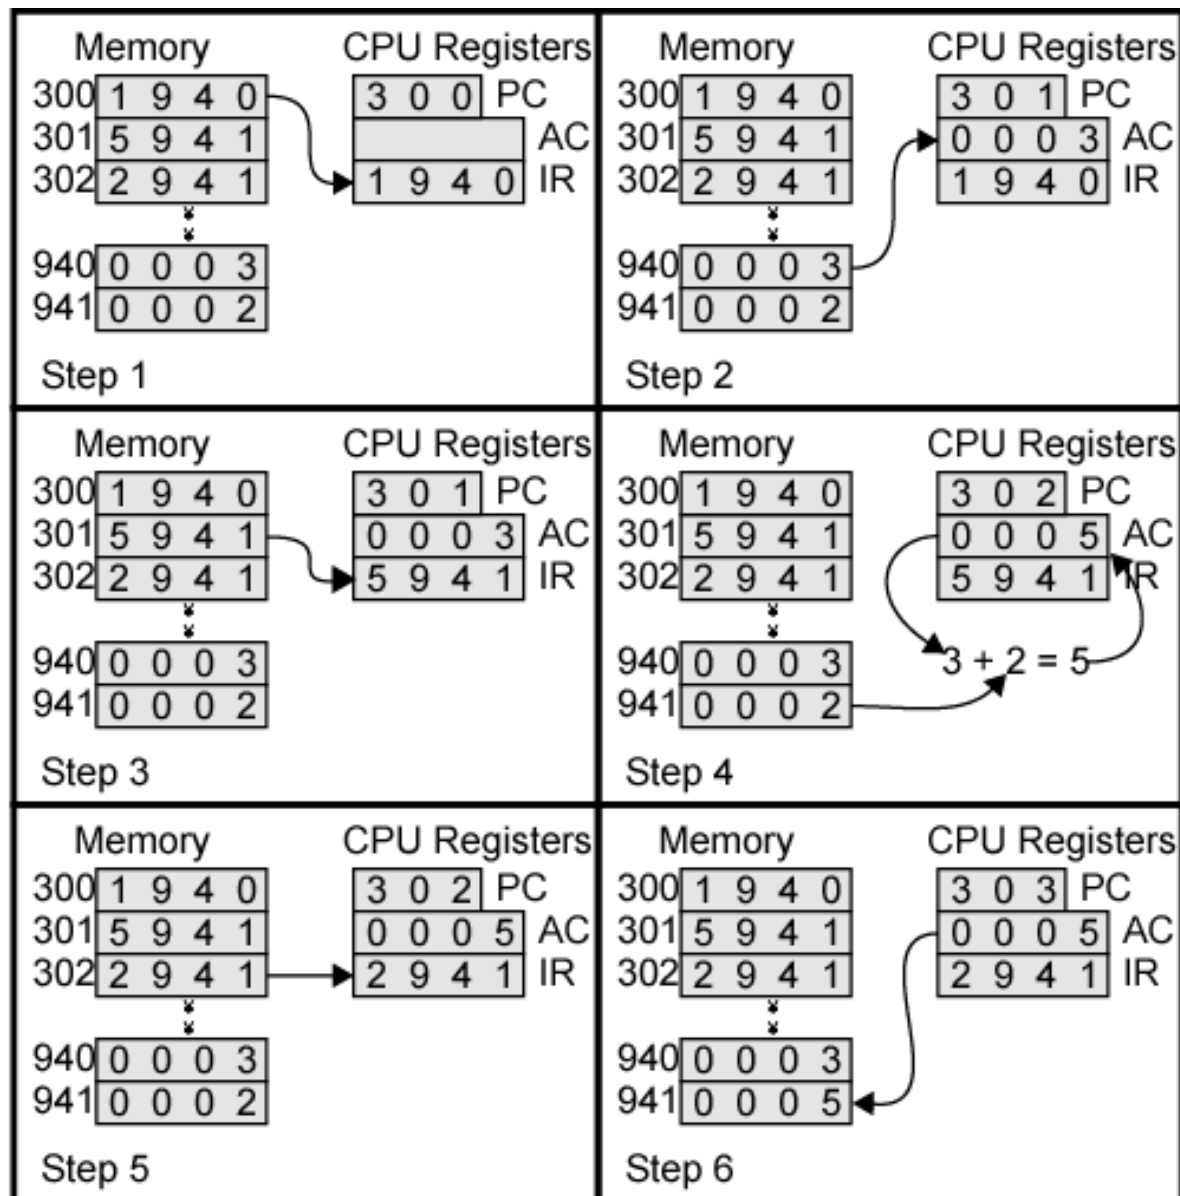 Memory CPU Registers
300 1 9 4 0 3 0 0 PC
301 5 9 4 1 AC
302 2 9 4 1 1 9 4 0 IR
940 0 0 0 3
941 0 0 0 2
Step 1
Memory CPU Registers
300 1 9 4 0 3 0 1 PC
301 5 9 4 1 0 0 0 3 AC
302 2 9 4 1 1 9 4 0 IR
940 0 0 0 3
941 0 0 0 2
Step 2
Memory CPU Registers
300 1 9 4 0 3 0 1 PC
301 5 9 4 1 0 0 0 3 AC
302 2 9 4 1 5 9 4 1 IR
940 0 0 0 3
941 0 0 0 2
Step 3
Memory CPU Registers
300 1 9 4 0 3 0 2 PC
301 5 9 4 1 0 0 0 5 AC
302 2 9 4 1 5 9 4 1 IR
940 0 0 0 3 3 + 2 = 5
941 0 0 0 2
Step 4
Memory CPU Registers
300 1 9 4 0 3 0 2 PC
301 5 9 4 1 0 0 0 5 AC
302 2 9 4 1 2 9 4 1 IR
940 0 0 0 3
941 0 0 0 2
Step 5
Memory CPU Registers
300 1 9 4 0 3 0 3 PC
301 5 9 4 1 0 0 0 5 AC
302 2 9 4 1 2 9 4 1 IR
940 0 0 0 3
941 0 0 0 5
Step 6